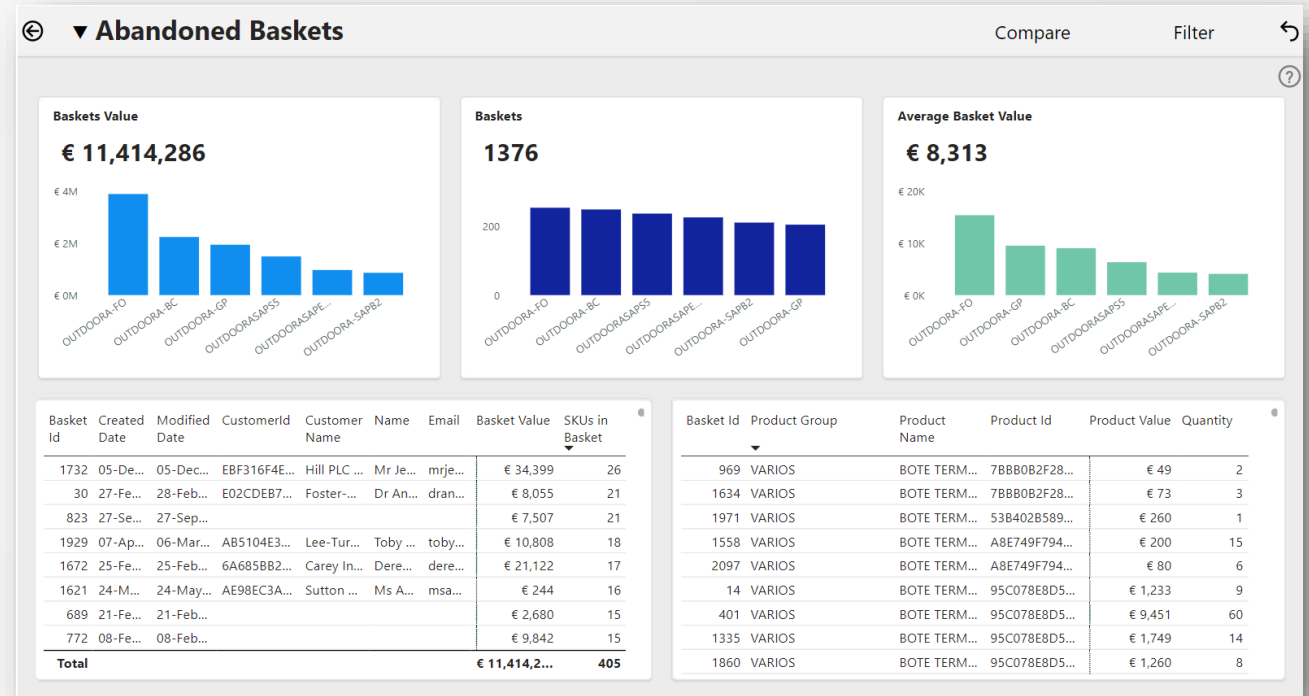 Abandoned Baskets
Compare
Filter
Baskets Value
€ 11,414,286
€ 4M
€ 2M
€ 0M
OUTDOORA-FO
OUTDOORA-BC
OUTDOORA-GP
OUTDOORASAPS5
OUTDOORASAPE...
OUTDOORA-SAPB2
Baskets
1376
200
0
OUTDOORA-FO
OUTDOORA-BC
OUTDOORASAPS5
OUTDOORASAPE...
OUTDOORA-SAPB2
OUTDOORA-GP
Average Basket Value
€ 8,313
€ 20K
€ 10K
€ 0K
OUTDOORA-FO
OUTDOORA-GP
OUTDOORA-BC
OUTDOORASAPS5
OUTDOORASAPE...
OUTDOORA-SAPB2
Basket Id Created Date Modified Date CustomerId Customer Name Name Email Basket Value SKUs in Basket
1732 05-De... 05-Dec... EBF316F4E... Hill PLC ... Mr Je... mrje... € 34,399 26
30 27-Fe... 28-Feb... E02CDEB7... Foster-... Dr An... dran... € 8,055 21
823 27-Se... 27-Sep... € 7,507 21
1929 07-Ap... 06-Mar... AB5104E3... Lee-Tur... Toby ... toby... € 10,808 18
1672 25-Fe... 25-Feb... 6A685BB2... Carey In... Dere... dere... € 21,122 17
1621 24-M... 24-May... AE98EC3A... Sutton ... Ms A... msa... € 244 16
689 21-Fe... 21-Feb... € 2,680 15
772 08-Fe... 08-Feb... € 9,842 15
Total € 11,414,2... 405
Basket Id Product Group Product Name Product Id Product Value Quantity
969 VARIOS BOTE TERM... 7BBB0B2F28... € 49 2
1634 VARIOS BOTE TERM... 7BBB0B2F28... € 73 3
1971 VARIOS BOTE TERM... 53B402B589... € 260 1
1558 VARIOS BOTE TERM... A8E749F794... € 200 15
2097 VARIOS BOTE TERM... A8E749F794... € 80 6
14 VARIOS BOTE TERM... 95C078E8D5... € 1,233 9
401 VARIOS BOTE TERM... 95C078E8D5... € 9,451 60
1335 VARIOS BOTE TERM... 95C078E8D5... € 1,749 14
1860 VARIOS BOTE TERM... 95C078E8D5... € 1,260 8